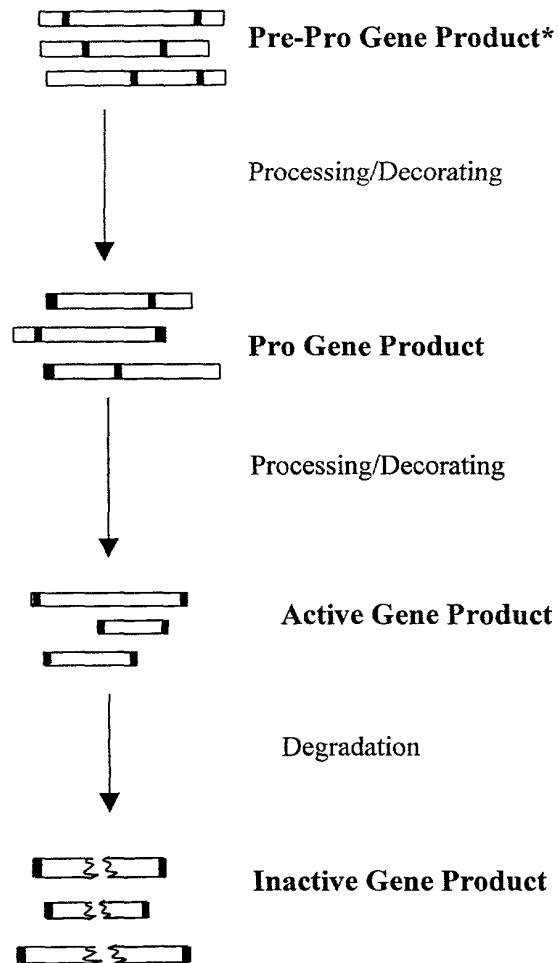 Pre-Pro Gene Product*
Processing/Decorating
Pro Gene Product
Processing/Decorating
Active Gene Product
Degradation
Inactive Gene Product